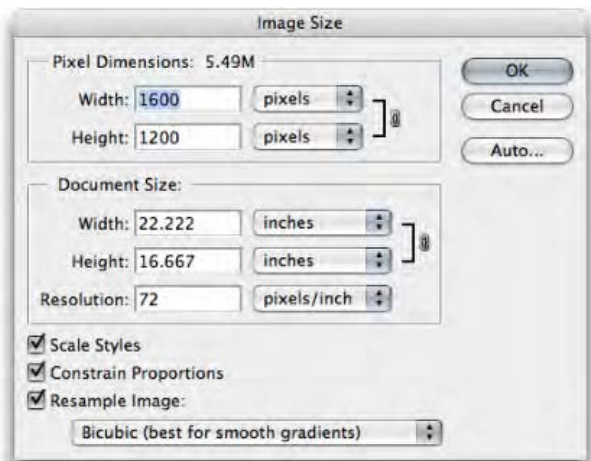 Image Size
Pixel Dimensions: 5.49M
Width: 1600 pixels
Height: 1200 pixels
OK
Cancel
Auto...
Document Size:
Width: 22.222 inches
Height: 16.667 inches
Resolution: 72 pixels/inch
Scale Styles
Constrain Proportions
Resample Image:
Bicubic (best for smooth gradients)